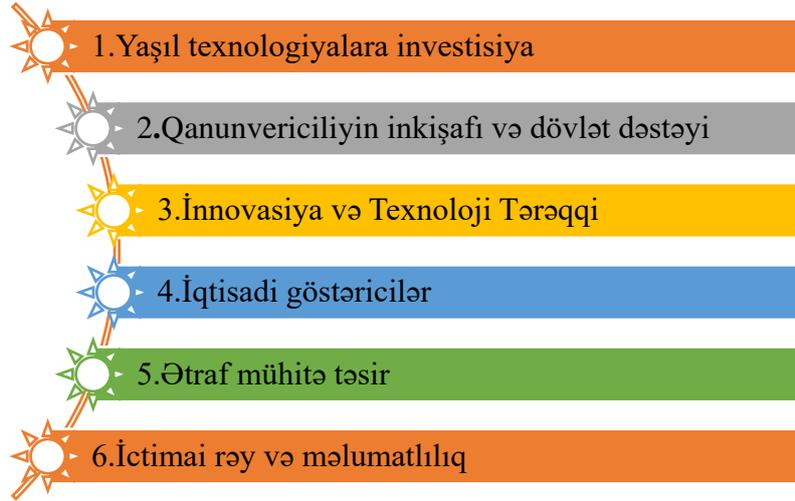 1.Yaşıl texnologiyalara investisiya
2.Qanunvericiliyin inkişafı və dövlət dəstəyi
3.İnnovasiya və Texnoloji Tərəqqi
4.İqtisadi göstəricilər
5.Ətraf mühitə təsir
6.İctimai rəy və məlumatlılıq